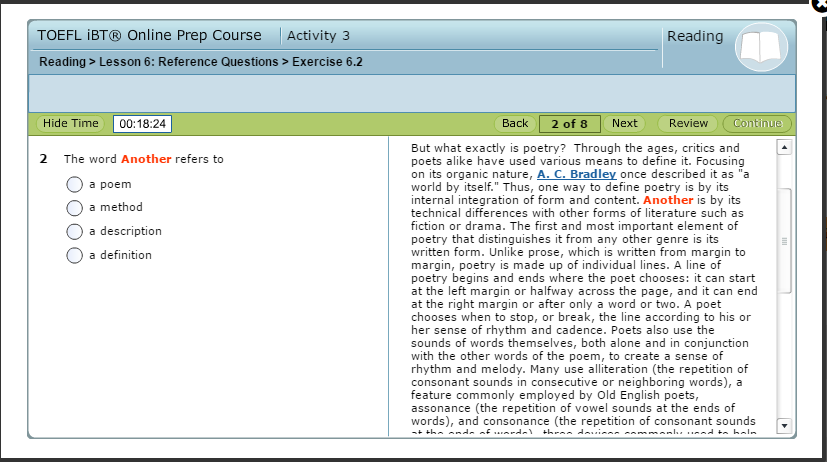 TOEFL iBT® Online Prep Course Activity 3
Reading
Reading > Lesson 6: Reference Questions > Exercise 6.2
Hide Time 00:18:24 Back 2 of 8 Next Review Continue
2 The word Another refers to
a poem
a method
a description
a definition
But what exactly is poetry? Through the ages, critics and
poets alike have used various means to define it. Focusing
on its organic nature, A. C. Bradley once described it as "a
world by itself." Thus, one way to define poetry is by its
internal integration of form and content. Another is by its
technical differences with other forms of literature such as
fiction or drama. The first and most important element of
poetry that distinguishes it from any other genre is its
written form. Unlike prose, which is written from margin to
margin, poetry is made up of individual lines. A line of
poetry begins and ends where the poet chooses: it can start
at the left margin or halfway across the page, and it can end
at the right margin or after only a word or two. A poet
chooses when to stop, or break, the line according to his or
her sense of rhythm and cadence. Poets also use the
sounds of words themselves, both alone and in conjunction
with the other words of the poem, to create a sense of
rhythm and melody. Many use alliteration (the repetition of
consonant sounds in consecutive or neighboring words), a
feature commonly employed by Old English poets,
assonance (the repetition of vowel sounds at the ends of
words), and consonance (the repetition of consonant sounds
at the ends of words), three devices commonly used to help